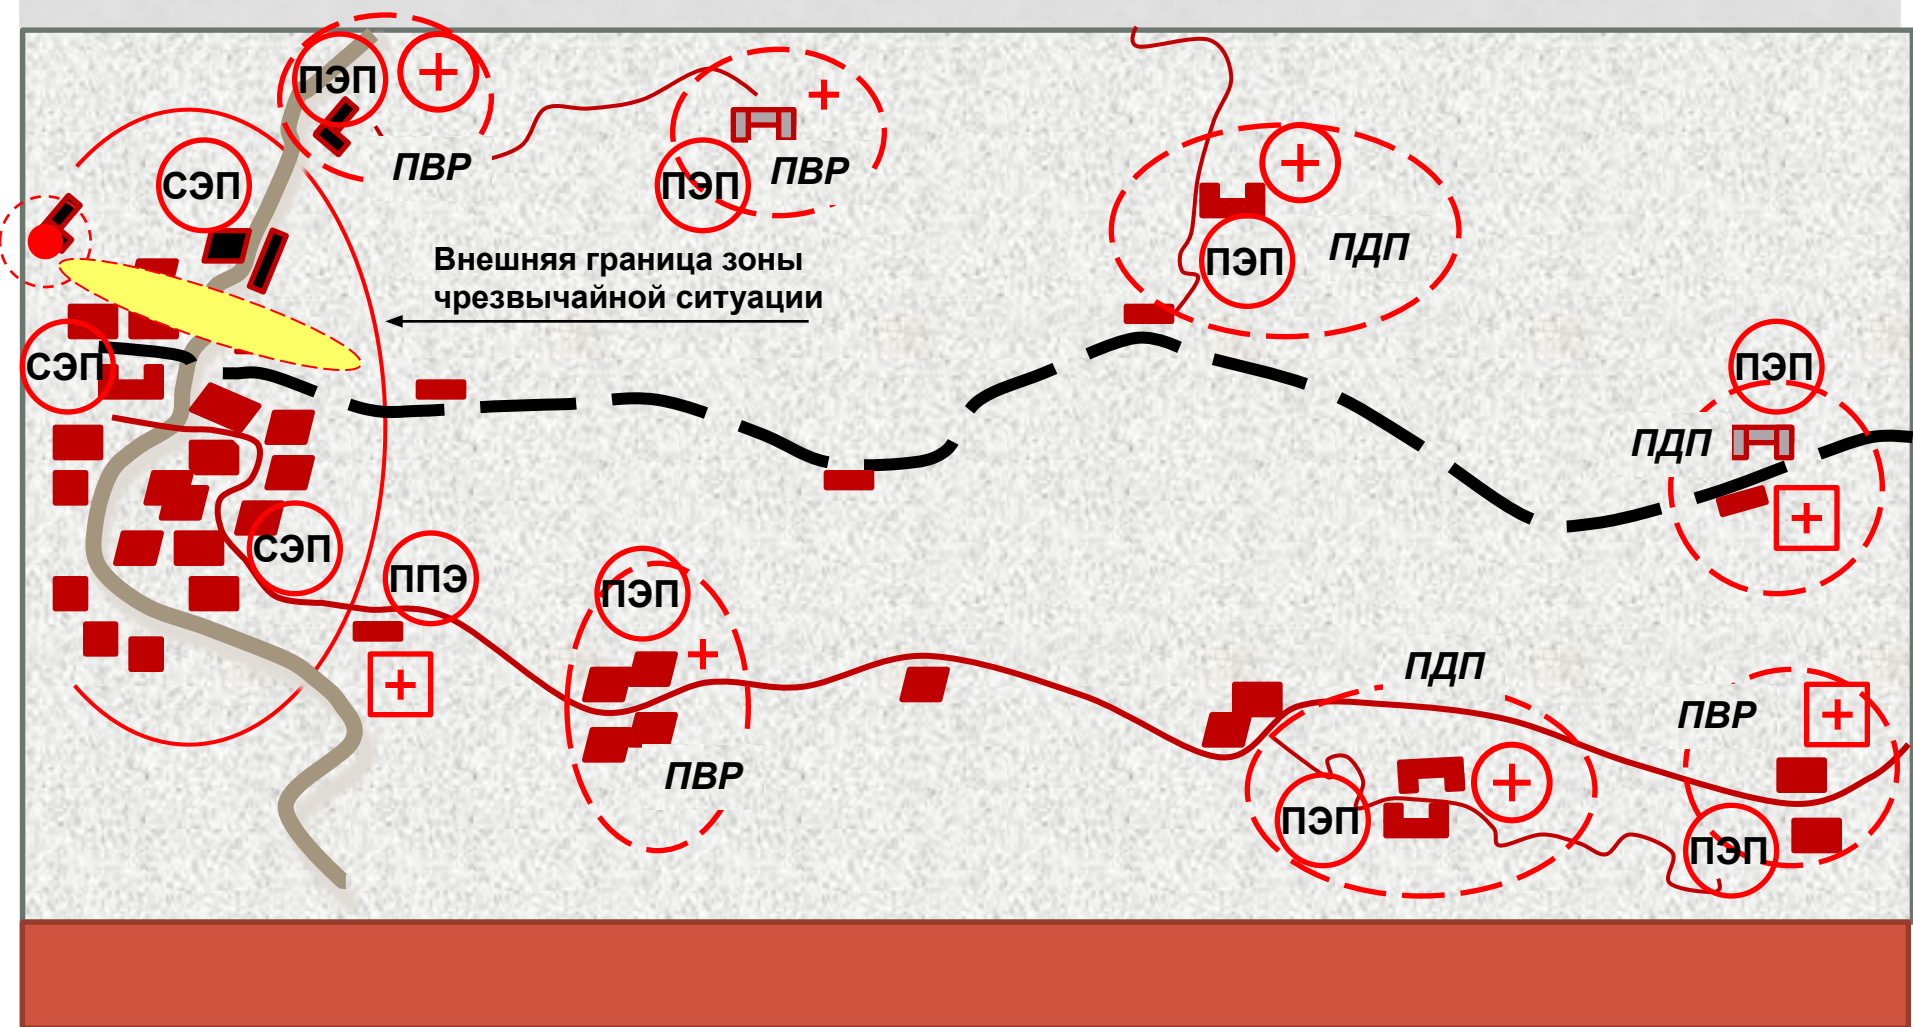 ПЭП
ПВР
ПЭП
ПВР
СЭП
ПЭП
ПДП
Внешняя граница зоны
чрезвычайной ситуации
СЭП
ПЭП
ПДП
СЭП
ППЭ
ПЭП
ПВР
ПДП
ПЭП
ПВР
ПЭП